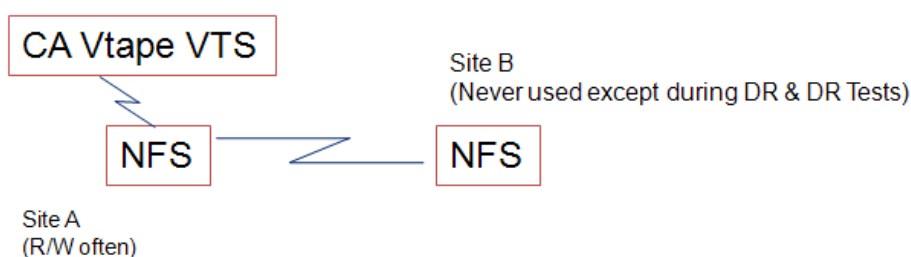 CA Vtape VTS
Site B
(Never used except during DR & DR Tests)
NFS
NFS
Site A
(R/W often)